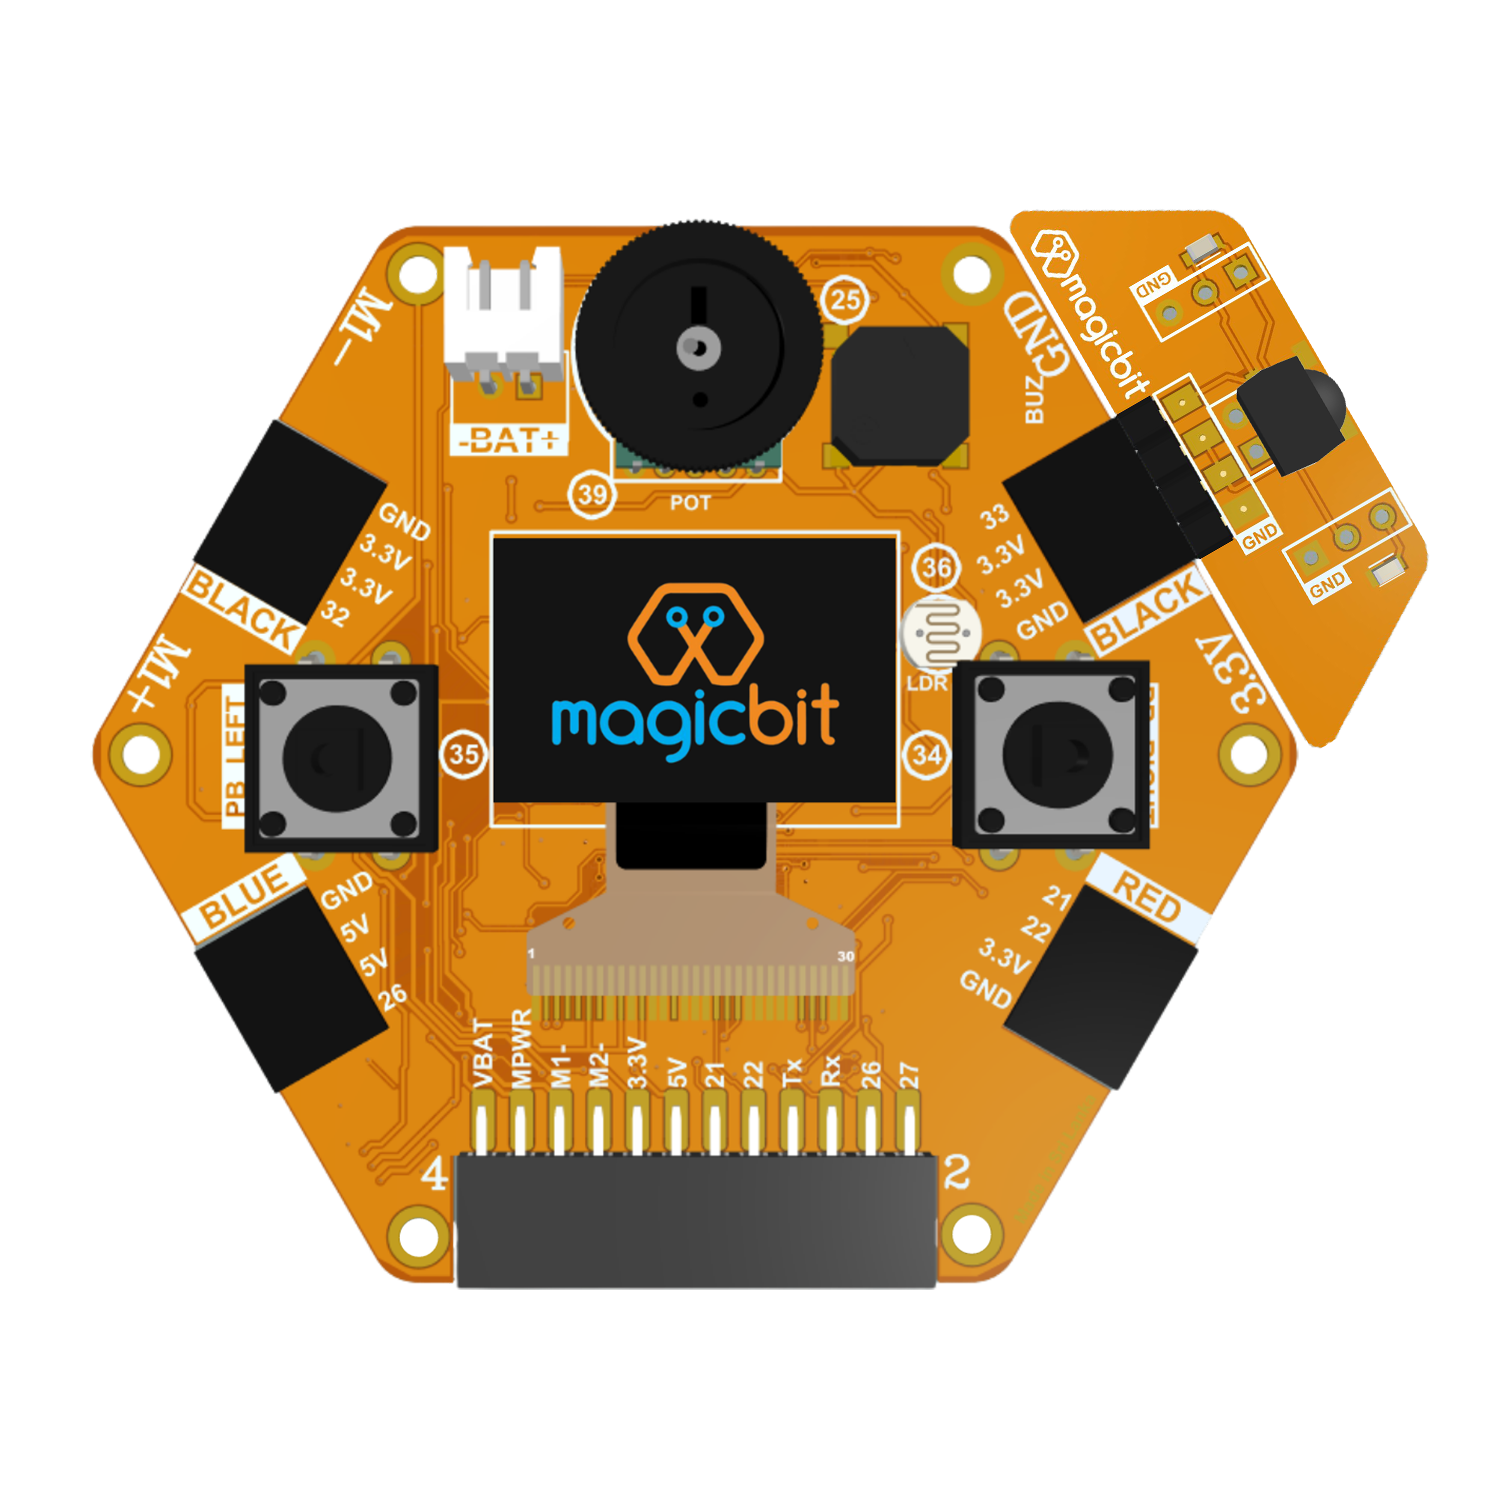 M1-
-BAT+
25
GND
BUZ
39
POT
magicbit
GND
GND
GND
GND
3.3V
3.3V
32
BLACK
33
3.3V
3.3V
GND
BLACK
36
LDR
M1+
3.3V
magicbit
PB LEFT
35
34
BLUE
GND
5V
5V
26
RED
21
22
3.3V
GND
1
30
VBAT
MPWR
M1-
M2-
3.3V
5V
21
22
Tx
Rx
26
27
4
2